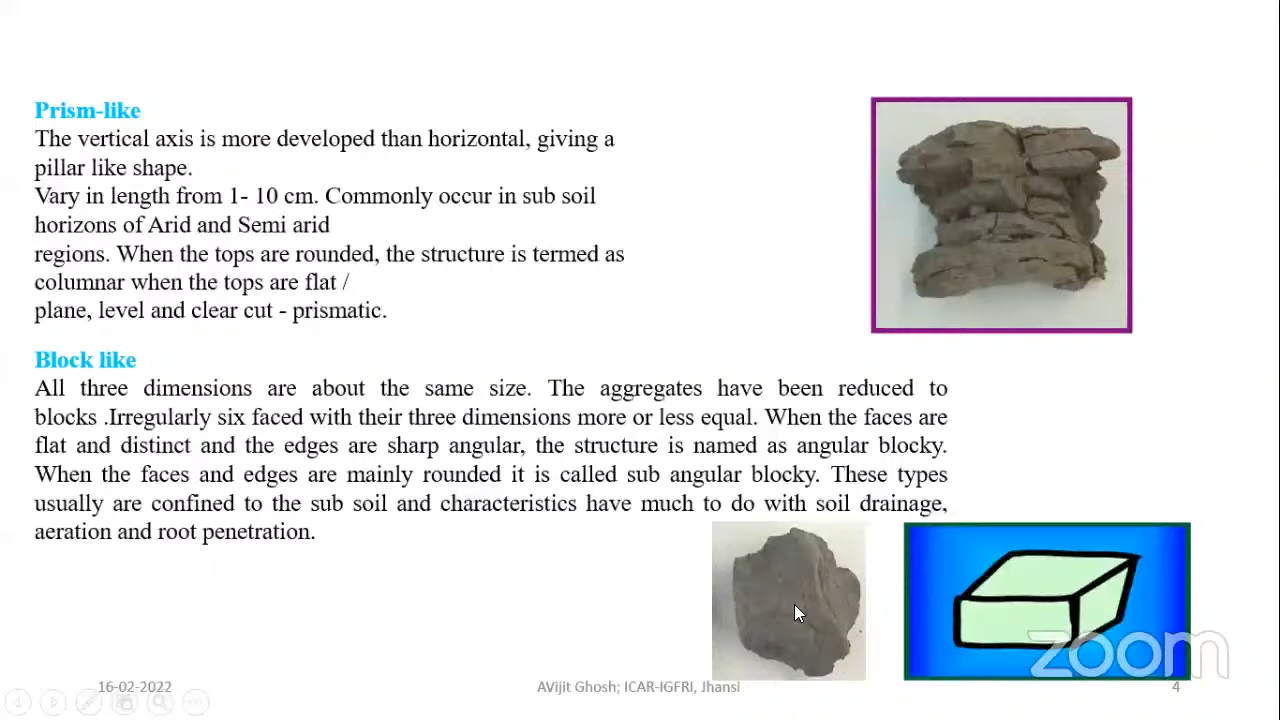 Prism-like
The vertical axis is more developed than horizontal, giving a
pillar like shape.
Vary in length from 1- 10 cm. Commonly occur in sub soil
horizons of Arid and Semi arid
regions. When the tops are rounded, the structure is termed as
columnar when the tops are flat /
plane, level and clear cut - prismatic.
Block like
All three dimensions are about the same size. The aggregates have been reduced to
blocks .Irregularly six faced with their three dimensions more or less equal. When the faces are
flat and distinct and the edges are sharp angular, the structure is named as angular blocky.
When the faces and edges are mainly rounded it is called sub angular blocky. These types
usually are confined to the sub soil and characteristics have much to do with soil drainage,
aeration and root penetration.
zoom
16-02-2022
AVijit Ghosh; ICAR-IGFRI, Jhansi
4